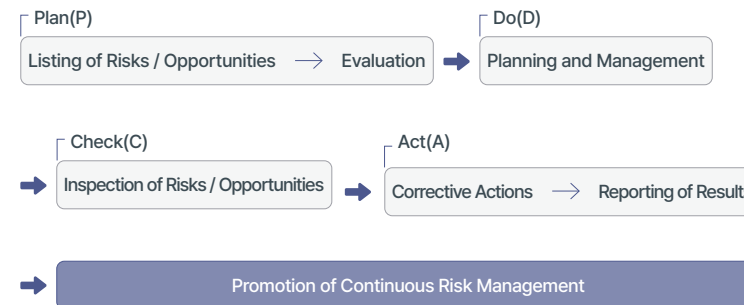 Plan(P)
Do(D)
Listing of Risks / Opportunities → Evaluation
Planning and Management
Check(C)
Act(A)
Inspection of Risks / Opportunities
Corrective Actions → Reporting of Result
Promotion of Continuous Risk Management